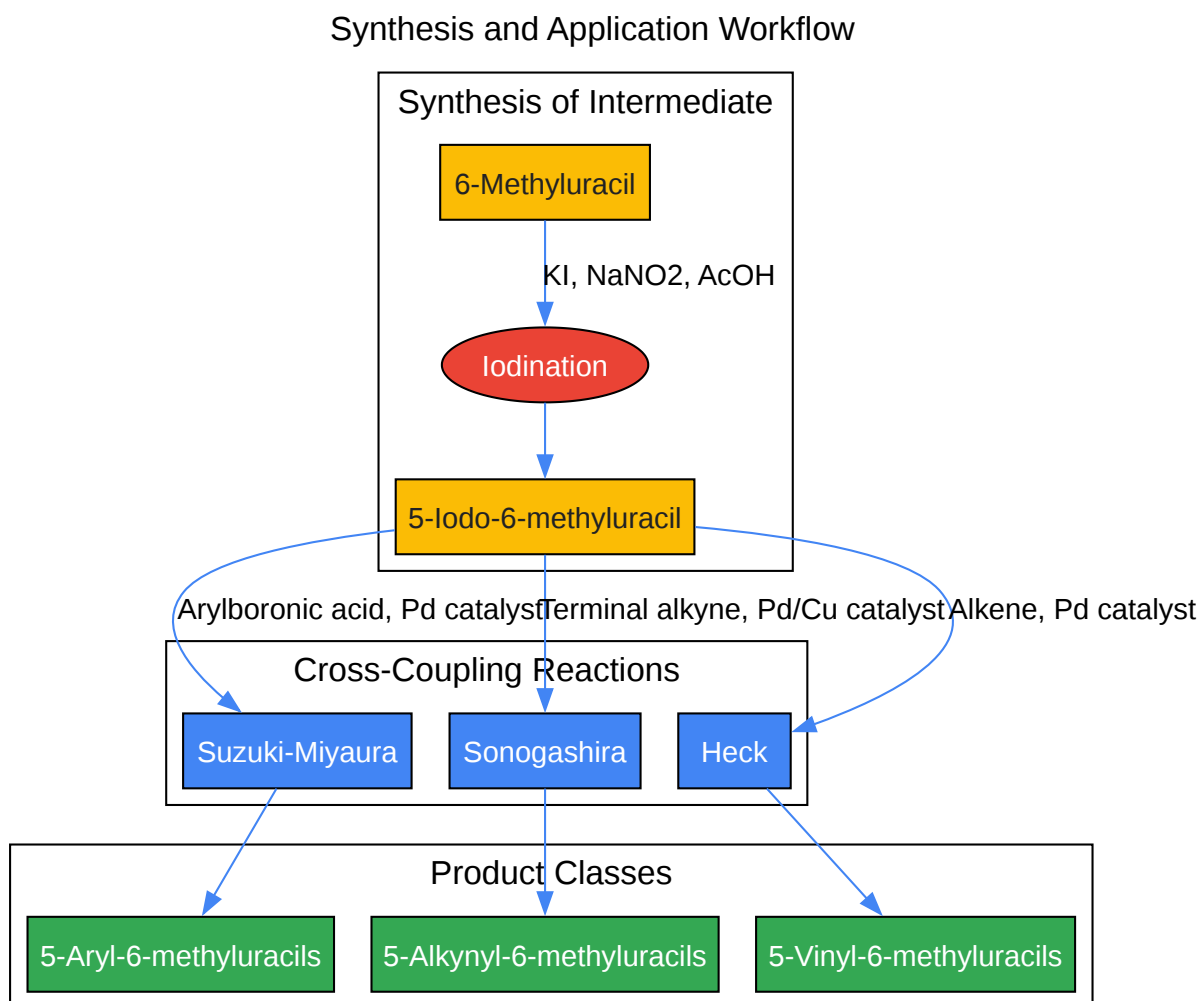 Synthesis and Application Workflow
Synthesis of Intermediate
6-Methyluracil
KI, NaNO2, AcOH
Iodination
5-Iodo-6-methyluracil
Arylboronic acid, Pd catalyst
Terminal alkyne, Pd/Cu catalyst
Alkene, Pd catalyst
Cross-Coupling Reactions
Suzuki-Miyaura
Sonogashira
Heck
Product Classes
5-Aryl-6-methyluracils
5-Alkynyl-6-methyluracils
5-Vinyl-6-methyluracils